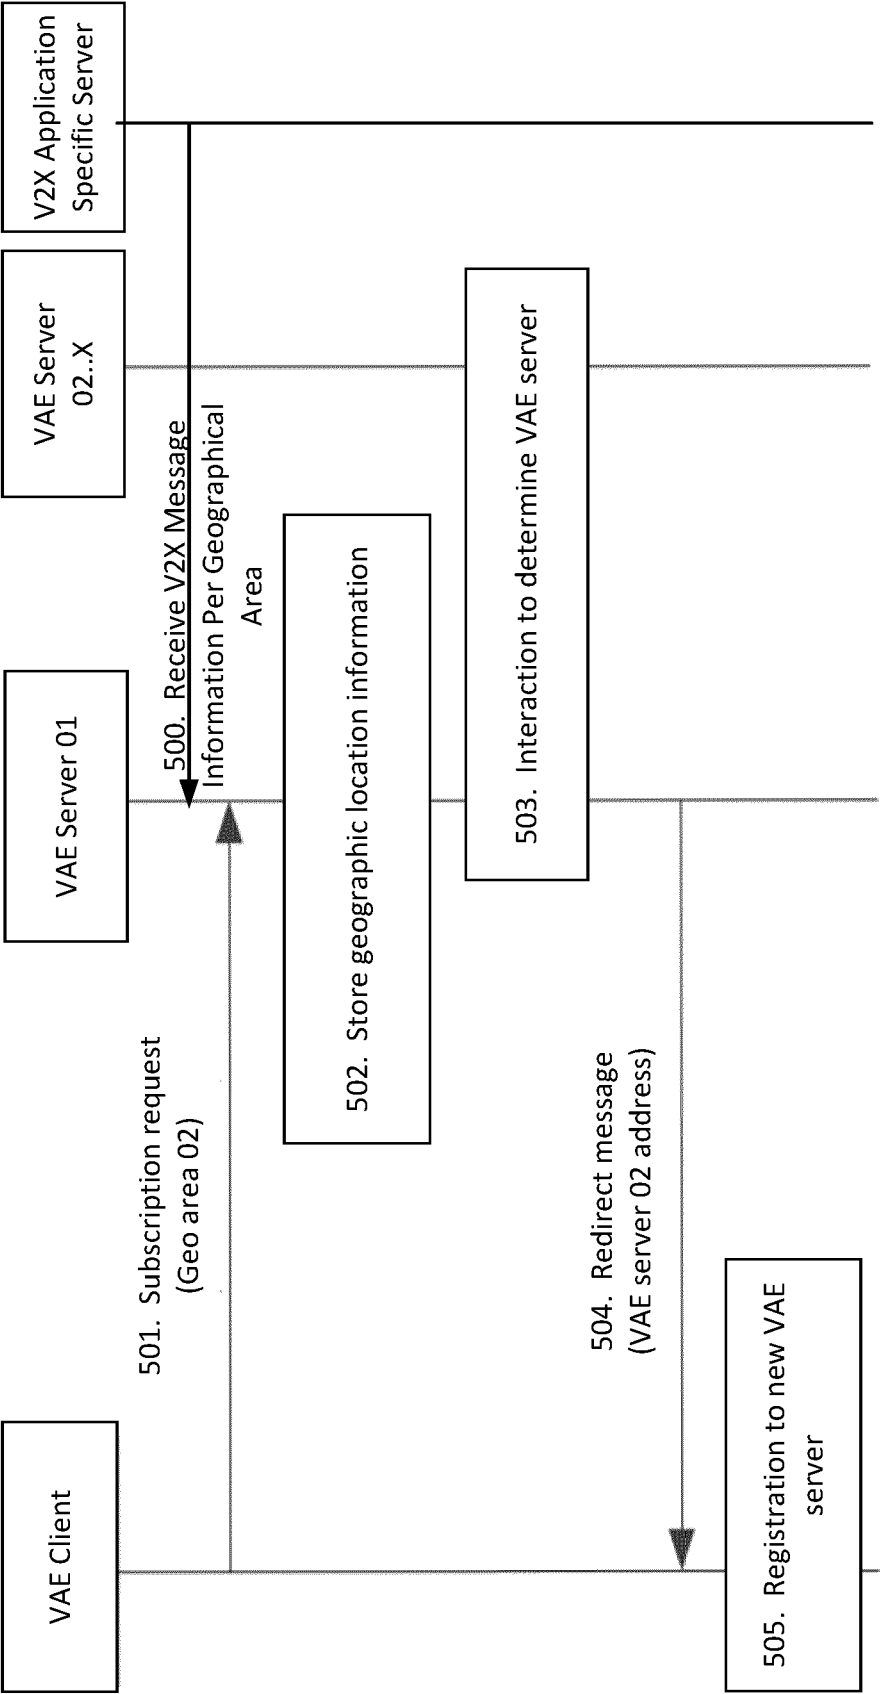 VAE Client
VAE Server 01
VAE Server
02..X
V2X Application
Specific Server
500.  Receive V2X Message
Information Per Geographical
Area
501.  Subscription request
(Geo area 02)
502.  Store geographic location information
503.  Interaction to determine VAE server
504.  Redirect message
(VAE server 02 address)
505.  Registration to new VAE
server